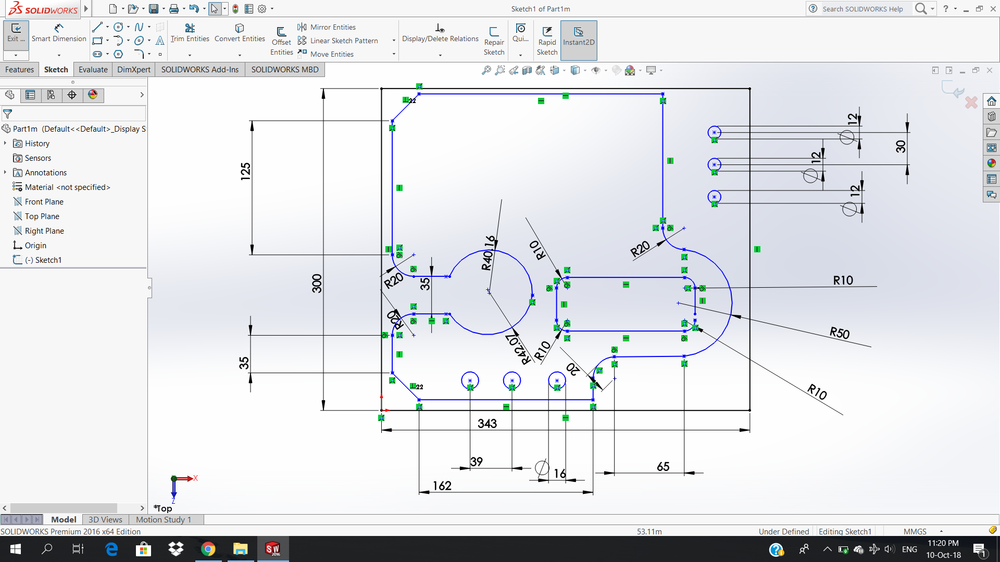 SOLIDWORKS
Sketch1 of Part1m
Search SOLIDWORKS Help
Exit ...
Smart Dimension
Trim Entities
Convert Entities
Offset Entities
Mirror Entities
Linear Sketch Pattern
Move Entities
Display/Delete Relations
Repair Sketch
Qui...
Rapid Sketch
Instant2D
Features
Sketch
Evaluate
DimXpert
SOLIDWORKS Add-Ins
SOLIDWORKS MBD
Part1m (Default<<Default>_Display S
History
Sensors
Annotations
Material <not specified>
Front Plane
Top Plane
Right Plane
Origin
(-) Sketch1
22
12
30
12
12
125
R40.16
R10
R20
R20
35
300
R10
R20
R50
R42.07
R10
35
20
R10
22
343
39
16
65
162
X
Z
*Top
Model
3D Views
Motion Study 1
SOLIDWORKS Premium 2016 x64 Edition
53.11m
Under Defined
Editing Sketch1
MMGS
SW
2016
ENG
11:20 PM
10-Oct-18
1